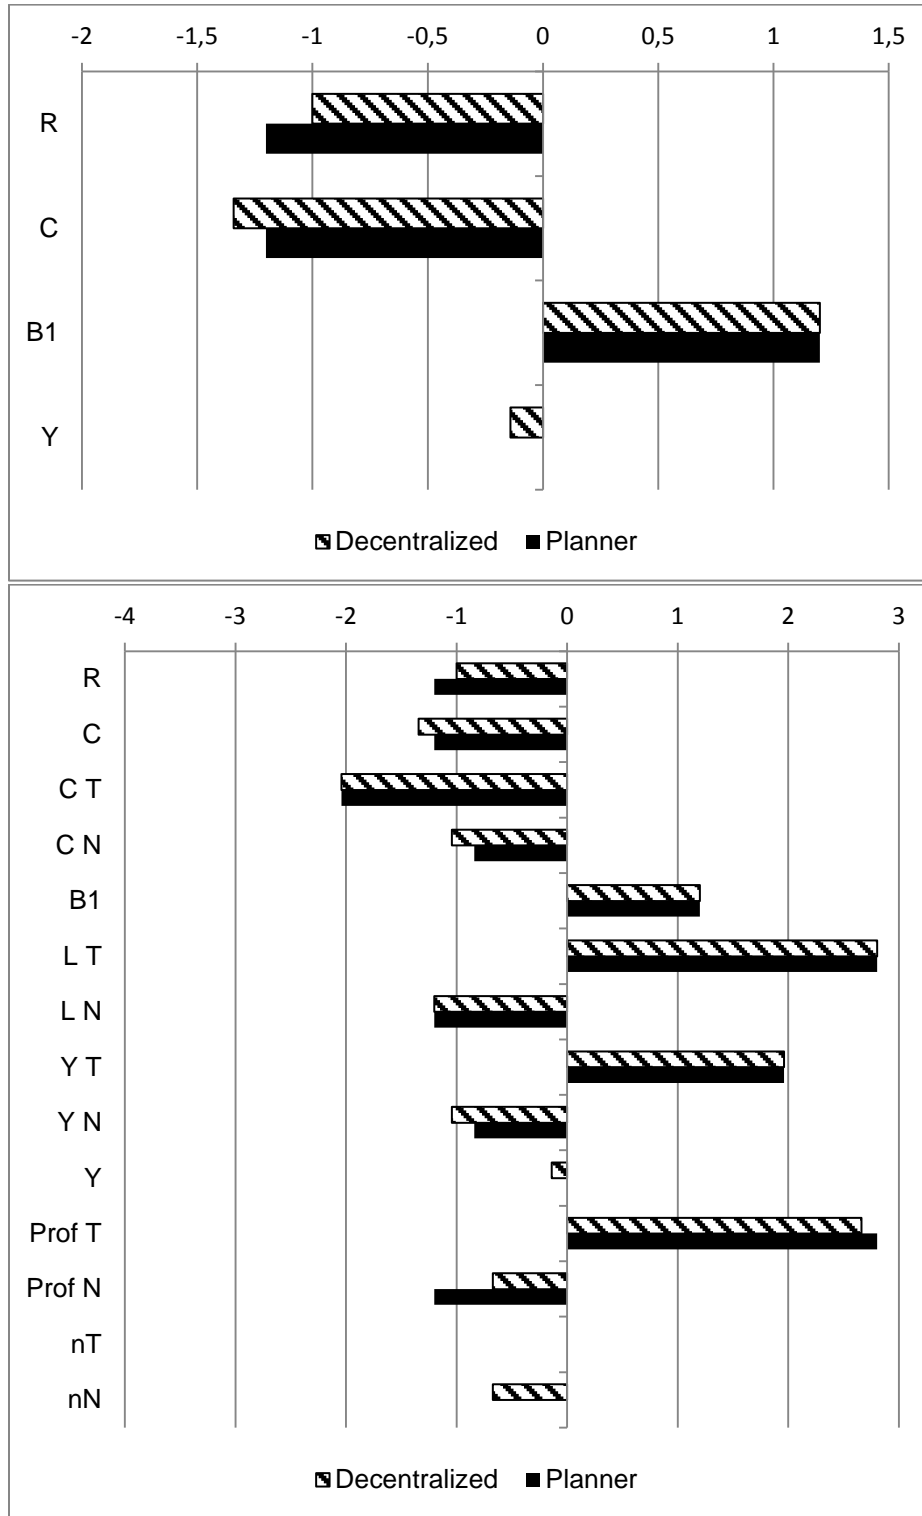 -2 -1,5 -1 -0,5 0 0,5 1 1,5
R
C
B1
Y
Decentralized Planner
-4 -3 -2 -1 0 1 2 3
R
C
C T
C N
B1
L T
L N
Y T
Y N
Y
Prof T
Prof N
nT
nN
Decentralized Planner